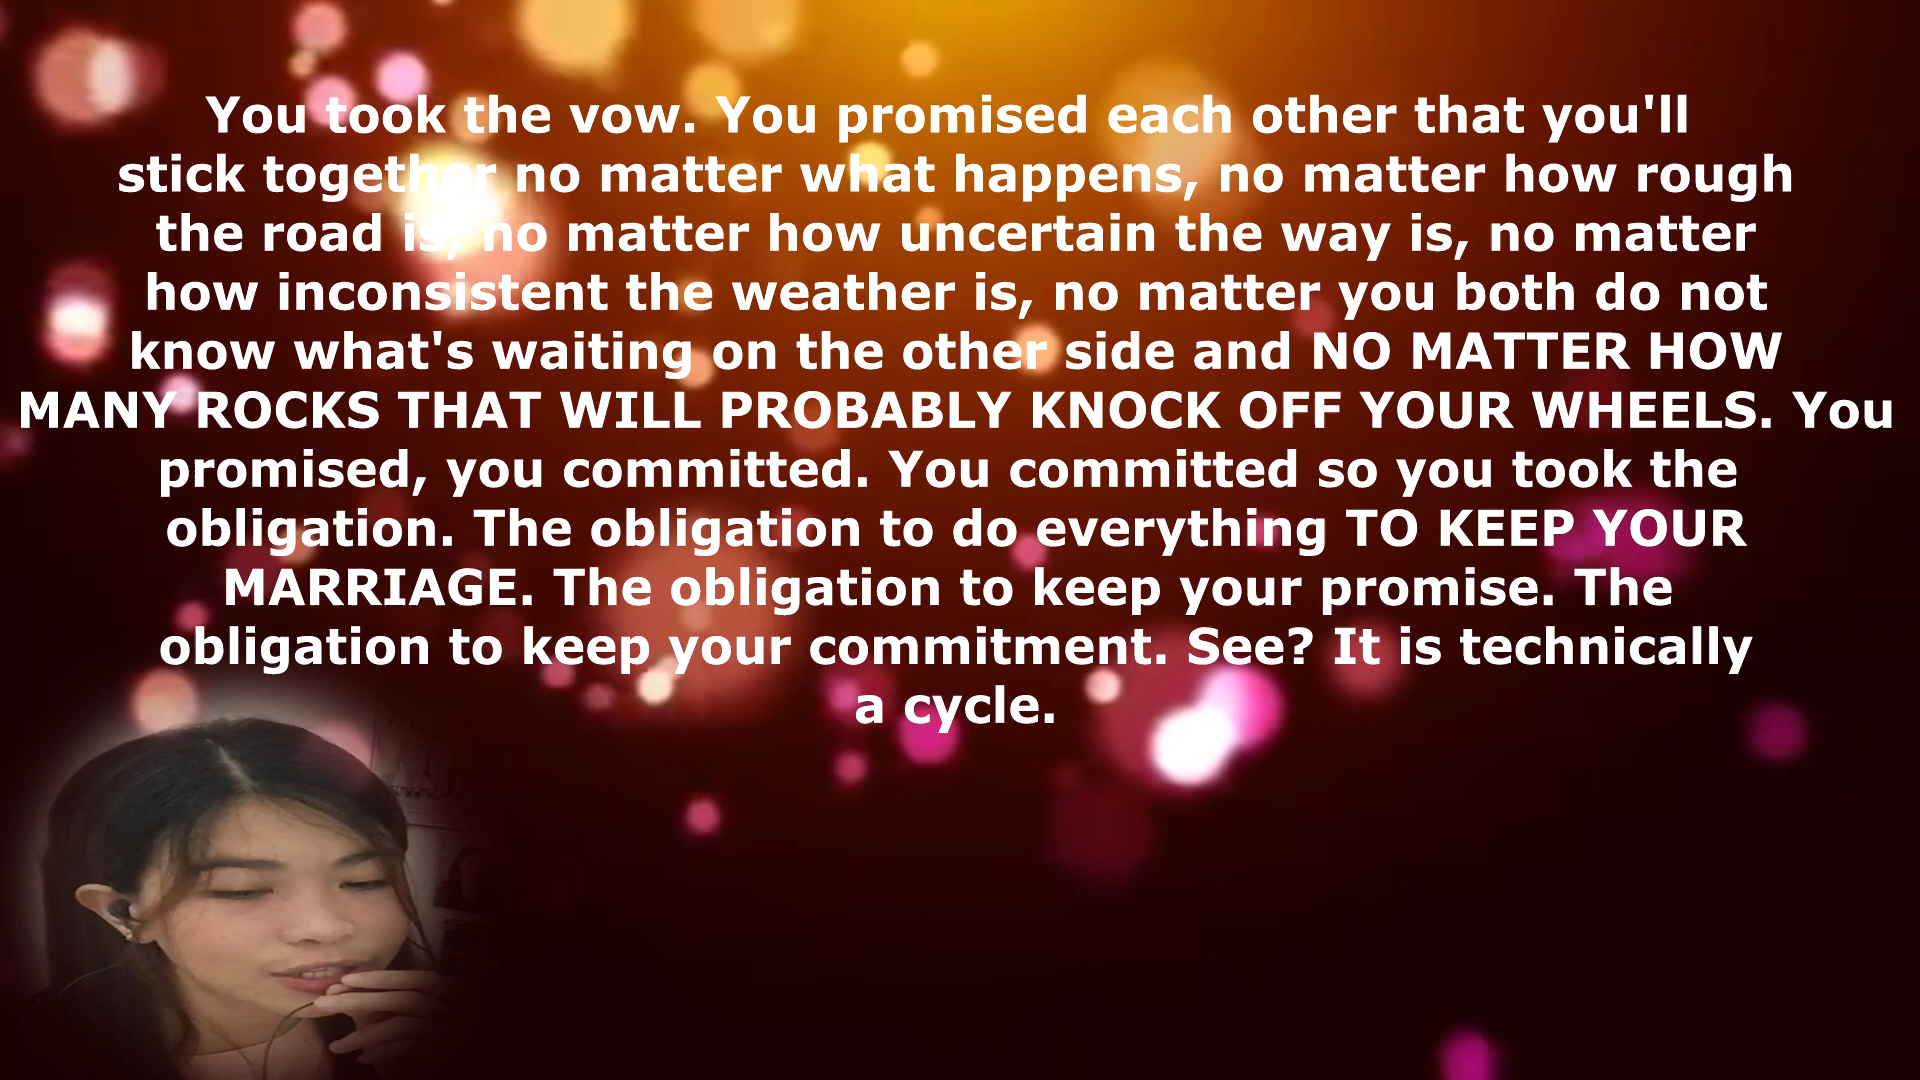 You took the vow. You promised each other that you'll
stick together no matter what happens, no matter how rough
the road is, no matter how uncertain the way is, no matter
how inconsistent the weather is, no matter you both do not
know what's waiting on the other side and NO MATTER HOW
MANY ROCKS THAT WILL PROBABLY KNOCK OFF YOUR WHEELS. You
promised, you committed. You committed so you took the
obligation. The obligation to do everything TO KEEP YOUR
MARRIAGE. The obligation to keep your promise. The
obligation to keep your commitment. See? It is technically
a cycle.